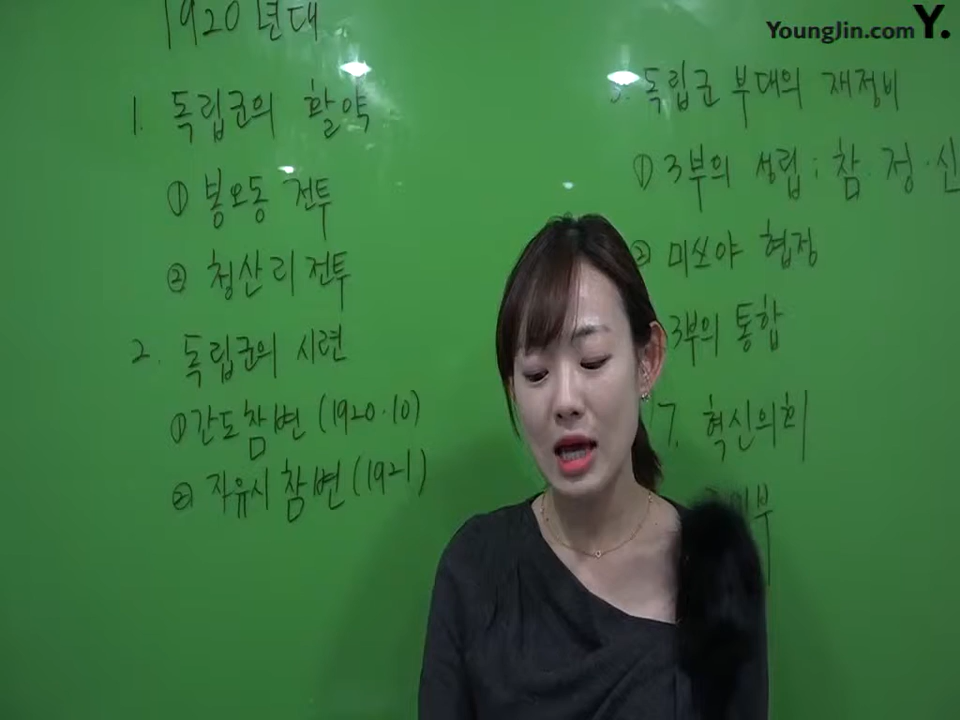 YoungJin.com Y.
1920년대
1. 독립군의 활약
① 봉오동 전투
② 청산리 전투
2. 독립군의 시련
① 간도참변 (1920.10)
② 자유시 참변 (1921)
3. 독립군 부대의 재정비
① 3부의 성립 : 참·정·신
② 미쓰야 협정
3부의 통합
7. 혁신의회